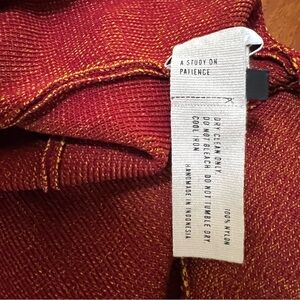 A STUDY ON
PATIENCE
100% NYLON
DRY CLEAN ONLY.
DO NOT BLEACH. DO NOT TUMBLE DRY.
COOL IRON.
HANDMADE IN INDONESIA